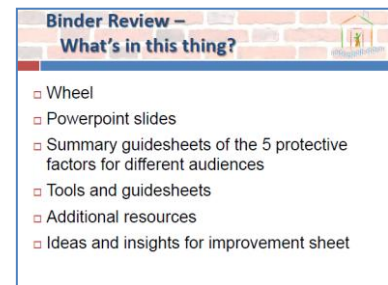 Binder Review –
What's in this thing?
Wheel
Powerpoint slides
Summary guidesheets of the 5 protective
factors for different audiences
Tools and guidesheets
Additional resources
Ideas and insights for improvement sheet